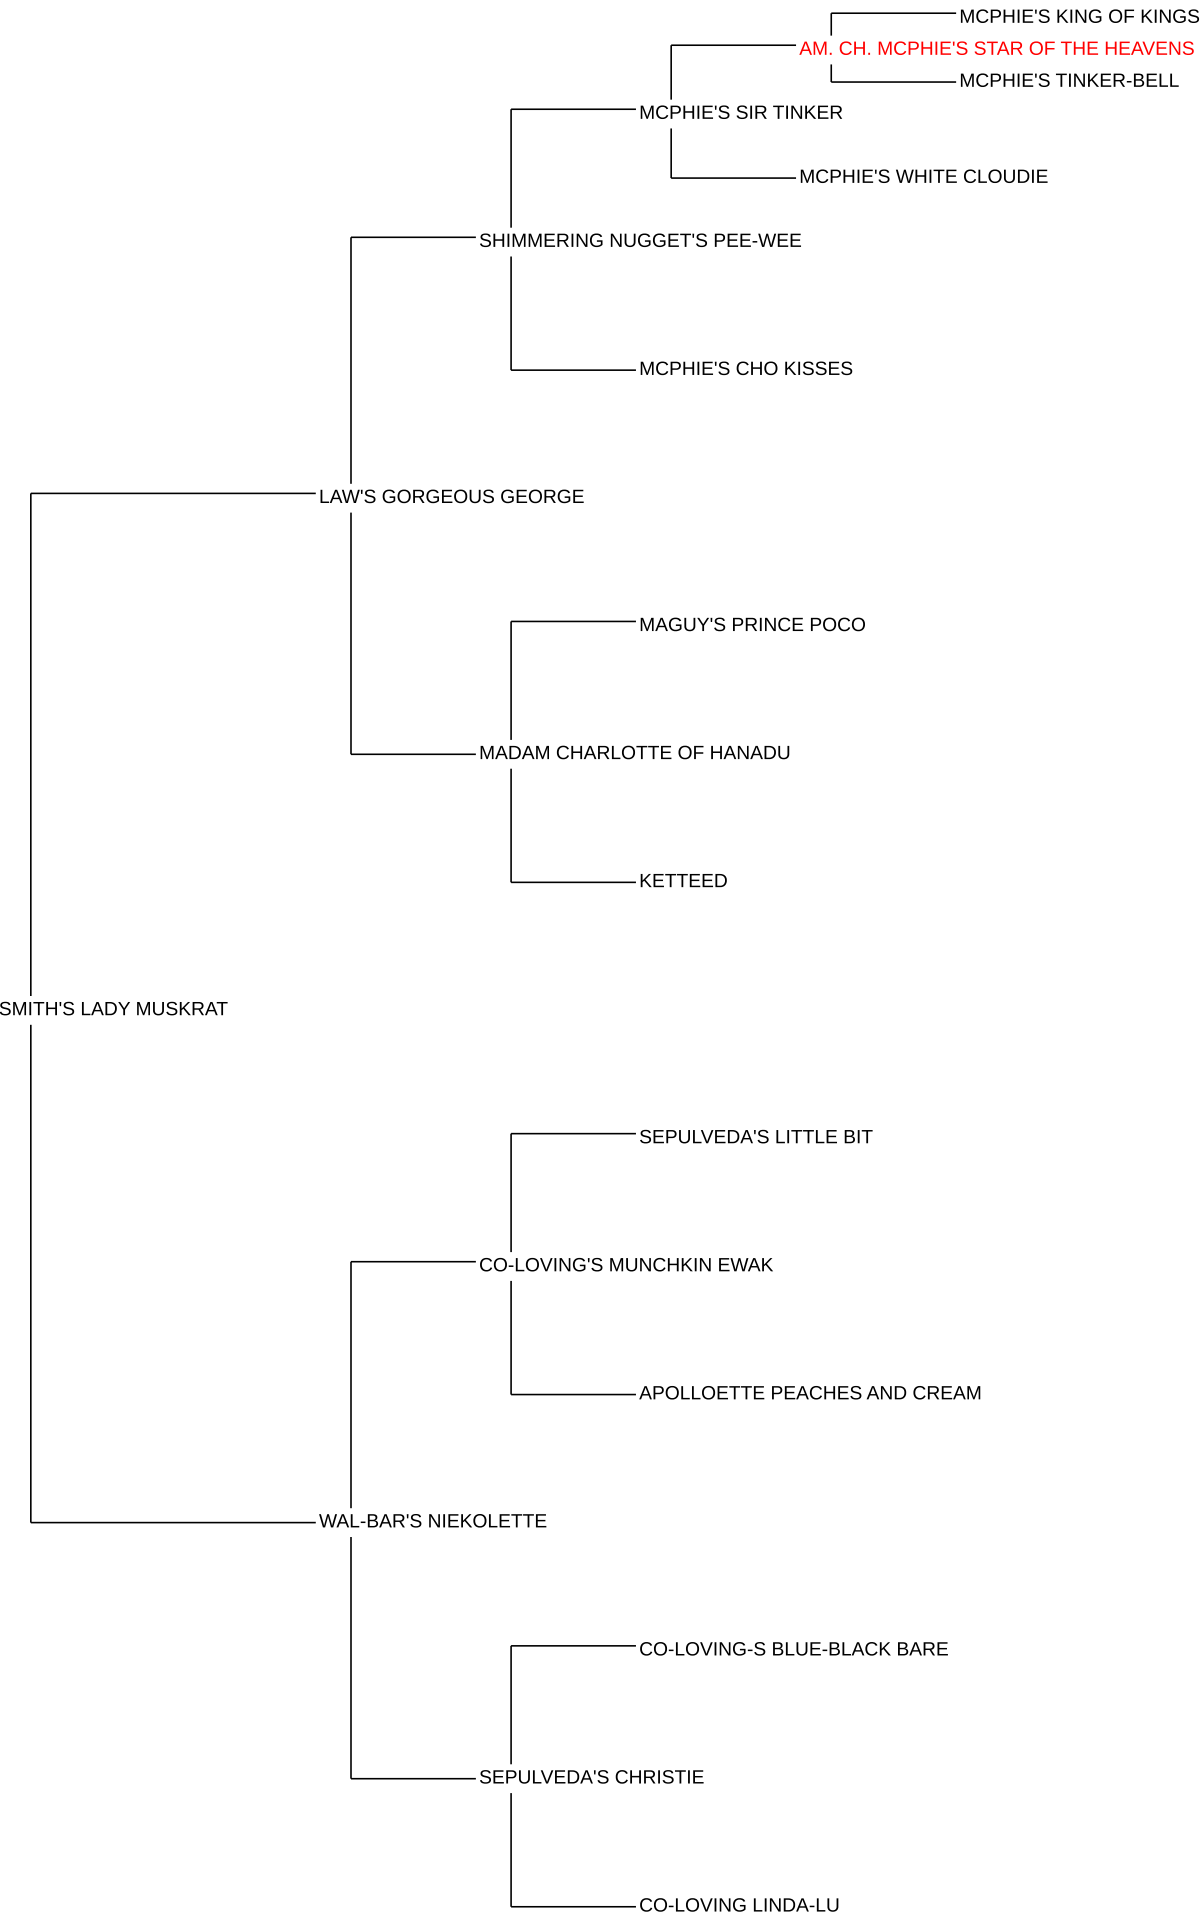 MCPHIE'S KING OF KINGS
AM. CH. MCPHIE'S STAR OF THE HEAVENS
MCPHIE'S TINKER-BELL
MCPHIE'S SIR TINKER
MCPHIE'S WHITE CLOUDIE
SHIMMERING NUGGET'S PEE-WEE
MCPHIE'S CHO KISSES
LAW'S GORGEOUS GEORGE
MAGUY'S PRINCE POCO
MADAM CHARLOTTE OF HANADU
KETTEED
SMITH'S LADY MUSKRAT
SEPULVEDA'S LITTLE BIT
CO-LOVING'S MUNCHKIN EWAK
APOLLOETTE PEACHES AND CREAM
WAL-BAR'S NIEKOLETTE
CO-LOVING-S BLUE-BLACK BARE
SEPULVEDA'S CHRISTIE
CO-LOVING LINDA-LU